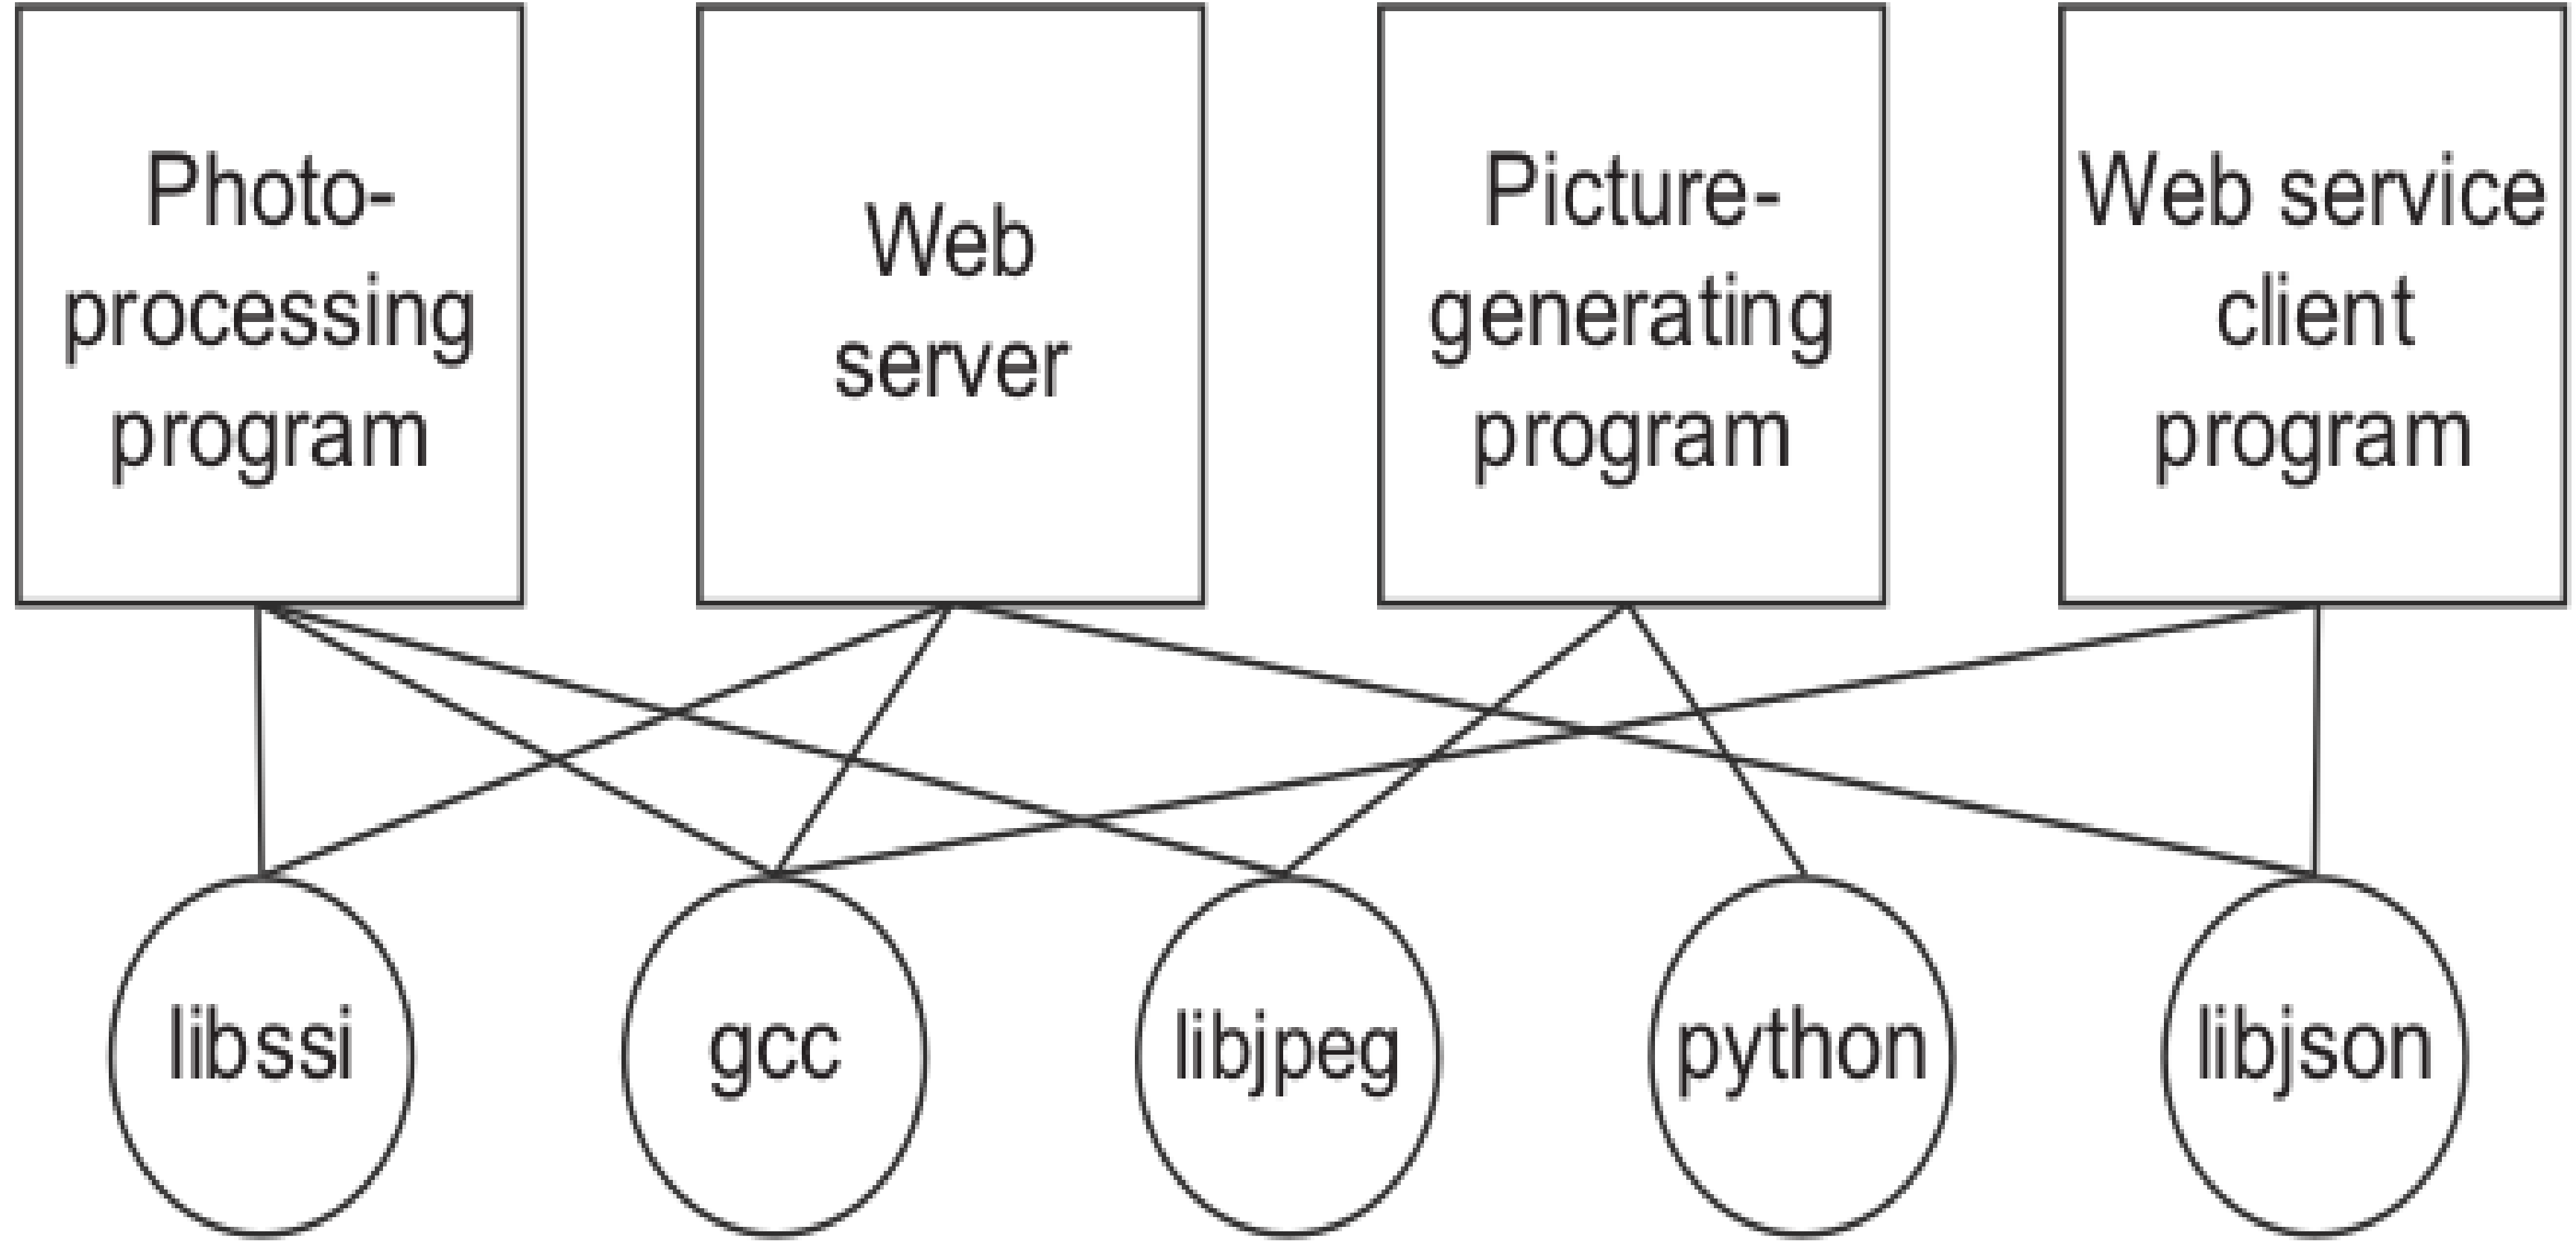 Photo-
processing
program
Web
server
Picture-
generating
program
Web service
client
program
libssi
gcc
libjpeg
python
libjson